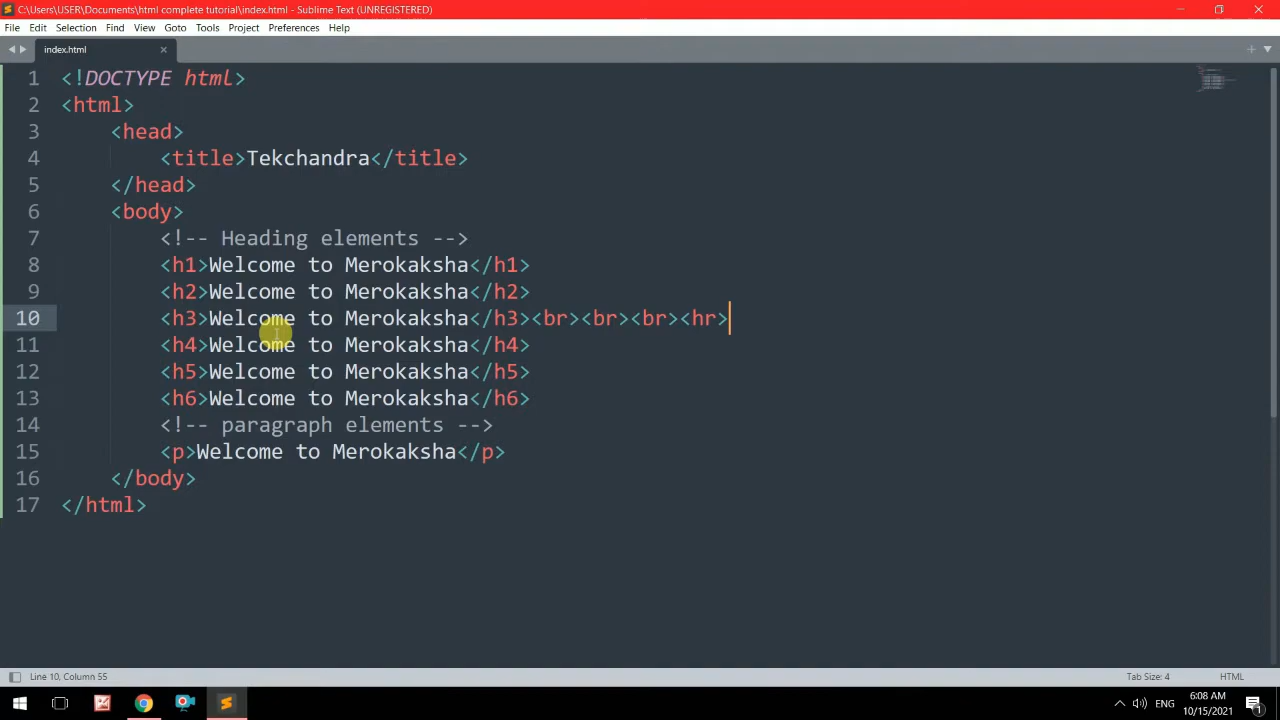 C:\Users\USER\Documents\html complete tutorial\index.html - Sublime Text (UNREGISTERED)
File Edit Selection Find View Goto Tools Project Preferences Help
index.html
1 <!DOCTYPE html>
2 <html>
3 <head>
4 <title>Tekchandra</title>
5 </head>
6 <body>
7 <!-- Heading elements -->
8 <h1>Welcome to Merokaksha</h1>
9 <h2>Welcome to Merokaksha</h2>
10 <h3>Welcome to Merokaksha</h3><br><br><br><hr>
11 <h4>Welcome to Merokaksha</h4>
12 <h5>Welcome to Merokaksha</h5>
13 <h6>Welcome to Merokaksha</h6>
14 <!-- paragraph elements -->
15 <p>Welcome to Merokaksha</p>
16 </body>
17 </html>
Line 10, Column 55 Tab Size: 4 HTML
6:08 AM
ENG
10/15/2021
1